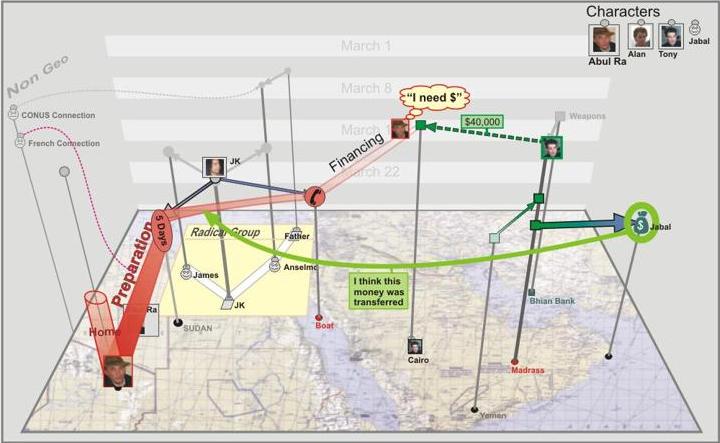 Characters
Abul Ra
Alan
Tony
Jabal
March 1
March 8
March 22
Non Geo
CONUS Connection
French Connection
"I need $"
$40,000
Weapons
Financing
JK
5 Days
Preparation
Radical Group
Father
James
Anselmo
JK
Jabal
I think this
money was
transferred
Home
Ra
SUDAN
Boat
Bhian Bank
Cairo
Madrass
Yemen